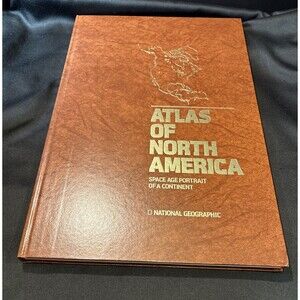 ATLAS
OF
NORTH
AMERICA
SPACE AGE PORTRAIT
OF A CONTINENT
NATIONAL GEOGRAPHIC